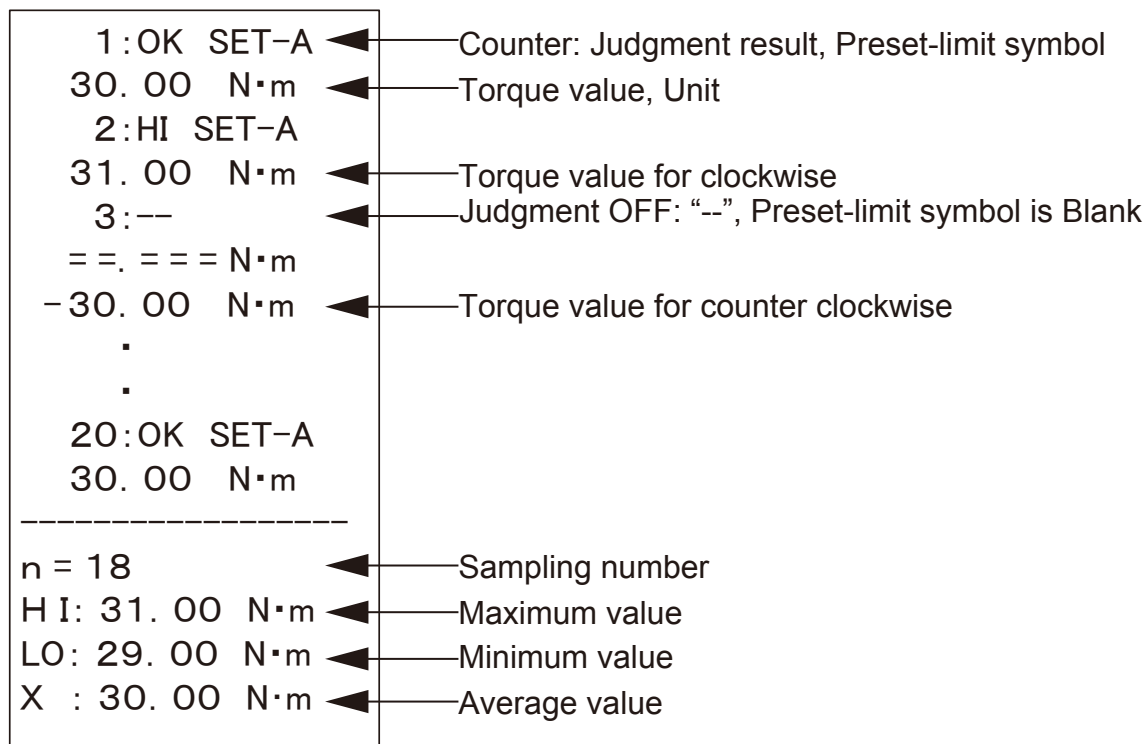 1:OK SET-A Counter: Judgment result, Preset-limit symbol
30.00 N▪m Torque value, Unit
2:HI SET-A
31.00 N▪m Torque value for clockwise
3:-- Judgment OFF: “--”, Preset-limit symbol is Blank
==.===N▪m
-30.00 N▪m Torque value for counter clockwise
▪
▪
20:OK SET-A
30.00 N▪m
------------------
n=18 Sampling number
HI: 31.00 N▪m Maximum value
LO: 29.00 N▪m Minimum value
X : 30.00 N·m Average value